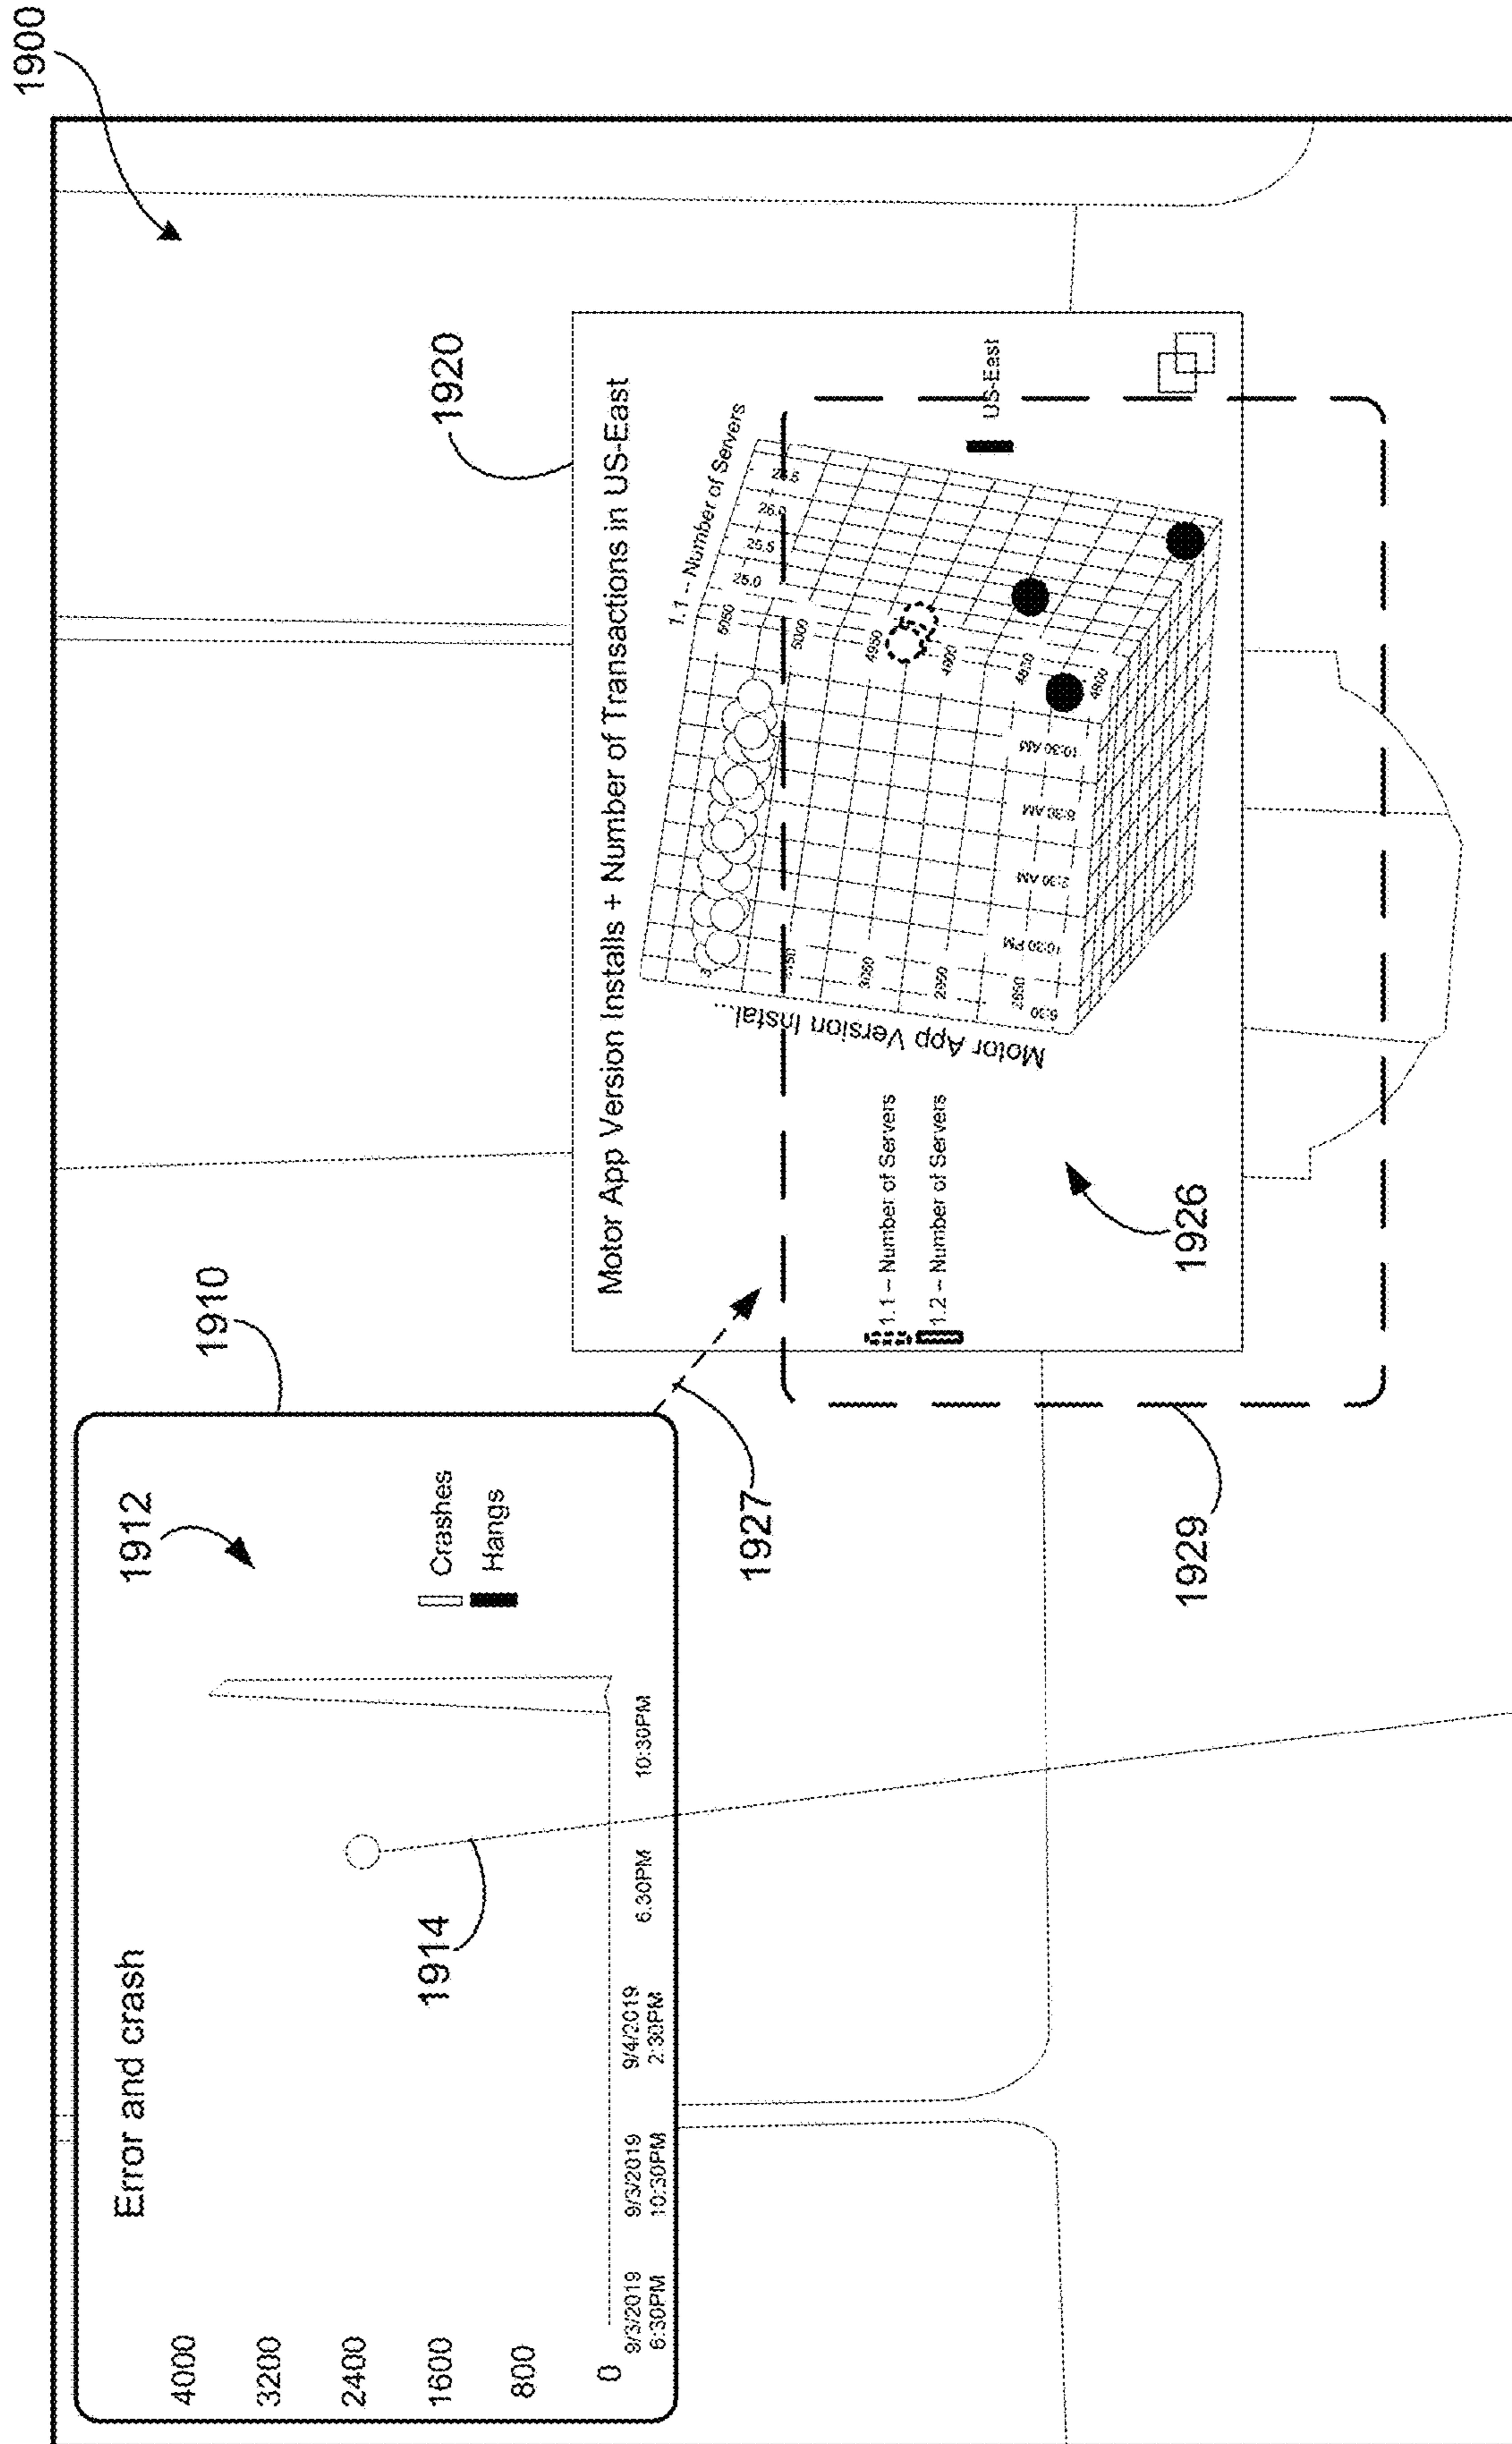 1900
1910
1912
Error and crash
4000
3200
2400
1600
800
0
Crashes
Hangs
9/3/2019
6:30PM
9/3/2019
10:30PM
9/4/2019
2:30PM
6:30PM
10:30PM
1914
1927
1929
1920
Motor App Version Installs + Number of Transactions in US-East
1.1 – Number of Servers
25.0
25.5
26.0
5050
5000
4950
4900
4800
3050
2950
2850
6:30
10:30 PM
2:30 AM
6:30 AM
10:30 AM
Motor App Version Instal...
US-East
1.1 – Number of Servers
1.2 – Number of Servers
1926